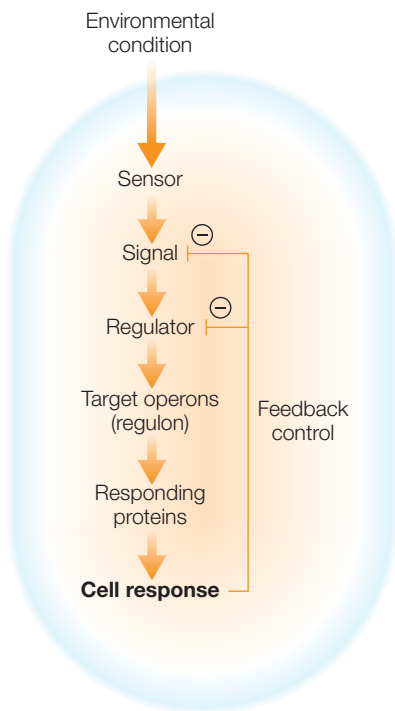 Environmental
condition
Sensor
Signal
−
Regulator
−
Target operons
(regulon)
Feedback
control
Responding
proteins
Cell response